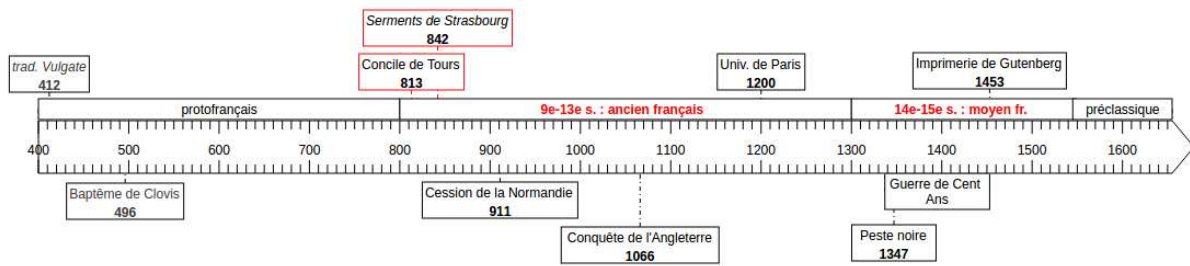 Serments de Strasbourg
842
trad. Vulgate
412
Concile de Tours
813
Univ. de Paris
1200
Imprimerie de Gutenberg
1453
protofrançais
9e-13e s. : ancien français
14e-15e s. : moyen fr.
préclassique
400 500 600 700 800 900 1000 1100 1200 1300 1400 1500 1600
Baptême de Clovis
496
Cession de la Normandie
911
Conquête de l'Angleterre
1066
Guerre de Cent
Ans
Peste noire
1347